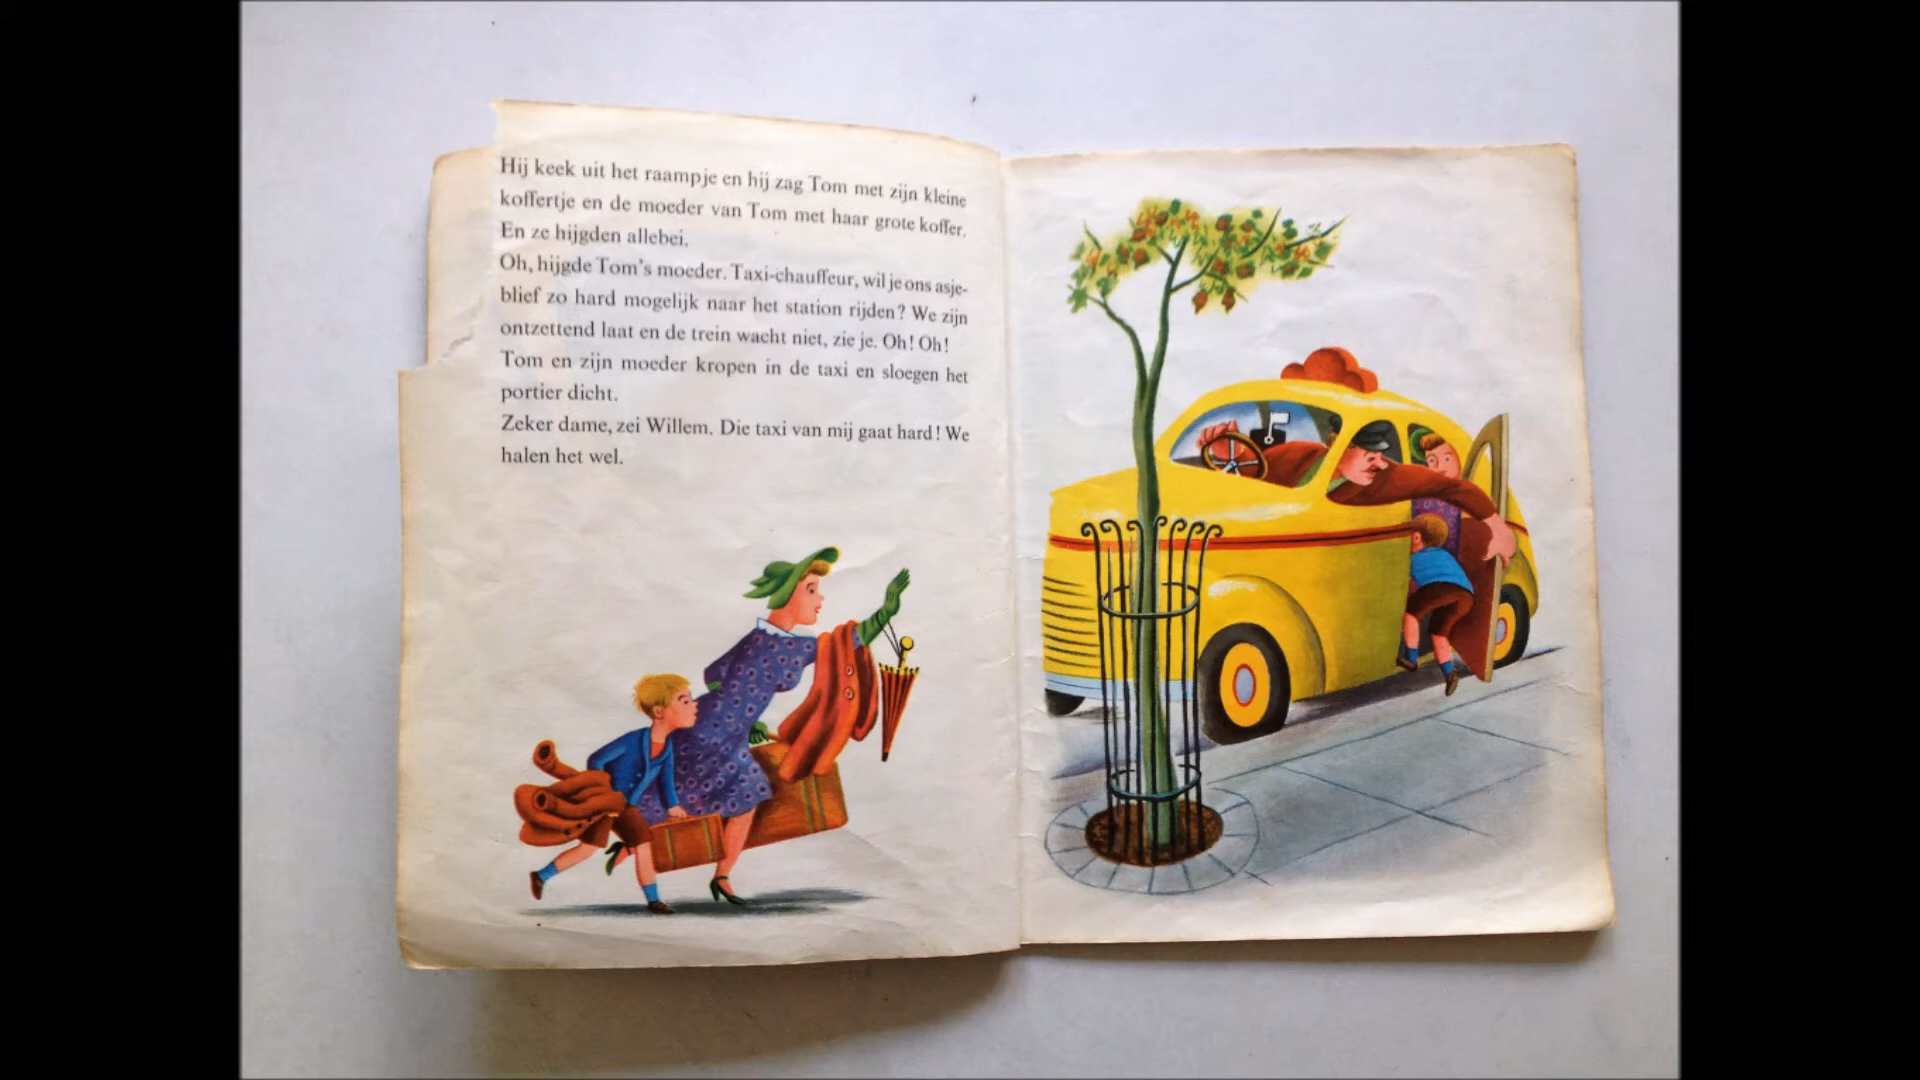 Hij keek uit het raampje en hij zag Tom met zijn kleine
koffertje en de moeder van Tom met haar grote koffer.
En ze hijgden allebei.
Oh, hijgde Tom's moeder. Taxi-chauffeur, wil je ons asje-
blief zo hard mogelijk naar het station rijden? We zijn
ontzettend laat en de trein wacht niet, zie je. Oh! Oh!
Tom en zijn moeder kropen in de taxi en sloegen het
portier dicht.
Zeker dame, zei Willem. Die taxi van mij gaat hard! We
halen het wel.